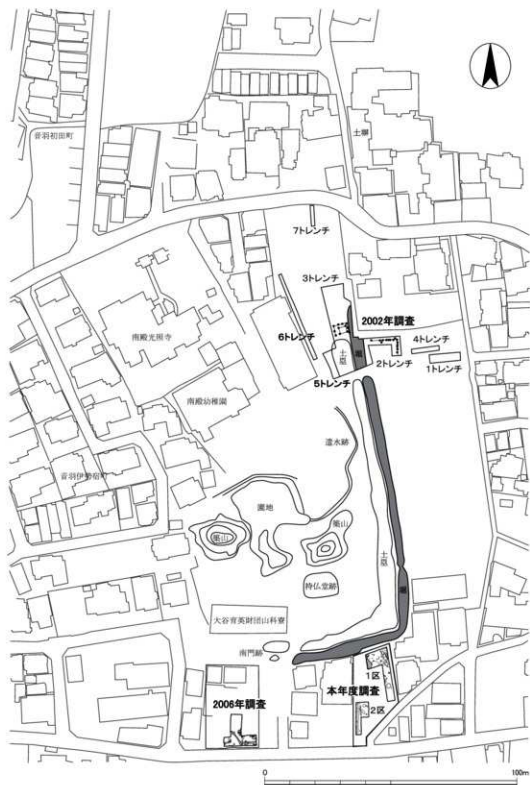 音羽初田町
土塁
7トレンチ
3トレンチ
2002年調査
6トレンチ
土塁
濠
2トレンチ
4トレンチ
1トレンチ
5トレンチ
南殿光照寺
南殿幼稚園
音羽伊勢宿町
遣水跡
園地
築山
築山
持仏堂跡
土塁
濠
大谷育英財団山科寮
南門跡
2006年調査
本年度調査
1区
2区
0
100m